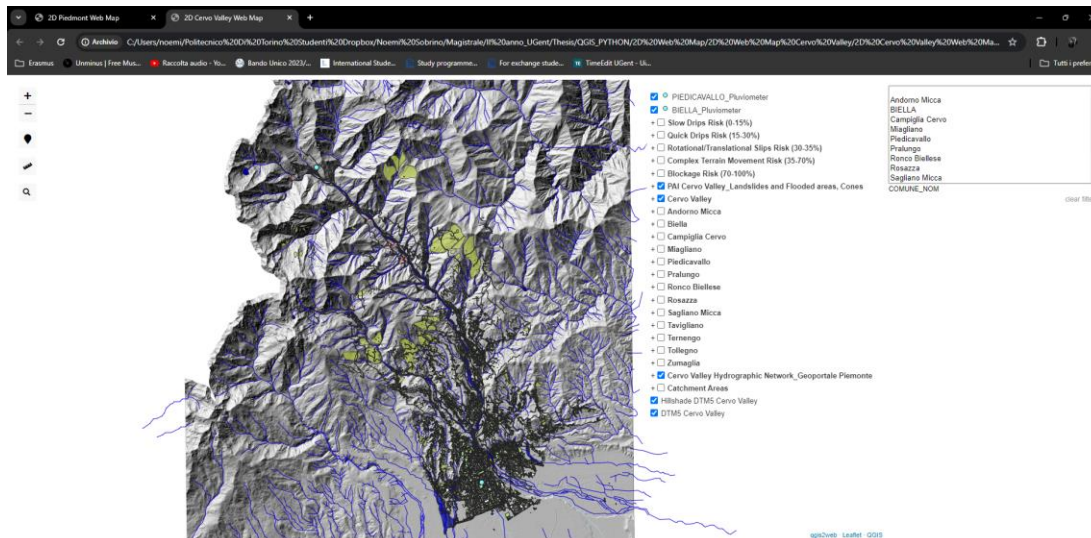 2D Piedmont Web Map
2D Cervo Valley Web Map
Archivio C:/Users/noemi/Politecnico%20Di%20Torino%20Studenti%20Dropbox/Noemi%20Sobrino/Magistrale/II%20anno_UGent/Thesis/QGIS_PYTHON/2D%20Web%20Map/2D%20Web%20Map%20Cervo%20Valley/2D%20Cervo%20Valley%20Web%20Ma...
Erasmus Unminus | Free Mus... Raccolta audio - Yo... Bando Unico 2023/... International Stude... Study programme... For exchange stude... TimeEdit UGent - Ui... Tutti i prefer
PIEDICAVALLO_Pluviometer
BIELLA_Pluviometer
+ Slow Drips Risk (0-15%)
+ Quick Drips Risk (15-30%)
+ Rotational/Translational Slips Risk (30-35%)
+ Complex Terrain Movement Risk (35-70%)
+ Blockage Risk (70-100%)
+ PAI Cervo Valley_Landslides and Flooded areas, Cones
+ Cervo Valley
+ Andorno Micca
+ Biella
+ Campiglia Cervo
+ Miagliano
+ Piedicavallo
+ Pralungo
+ Ronco Biellese
+ Rosazza
+ Sagliano Micca
+ Tavigliano
+ Ternengo
+ Tollegno
+ Zumaglia
+ Cervo Valley Hydrographic Network_Geoportale Piemonte
+ Catchment Areas
Hillshade DTM5 Cervo Valley
DTM5 Cervo Valley
Andorno Micca
BIELLA
Campiglia Cervo
Miagliano
Piedicavallo
Pralungo
Ronco Biellese
Rosazza
Sagliano Micca
COMUNE_NOM
clear filte
qgis2web · Leaflet · QGIS